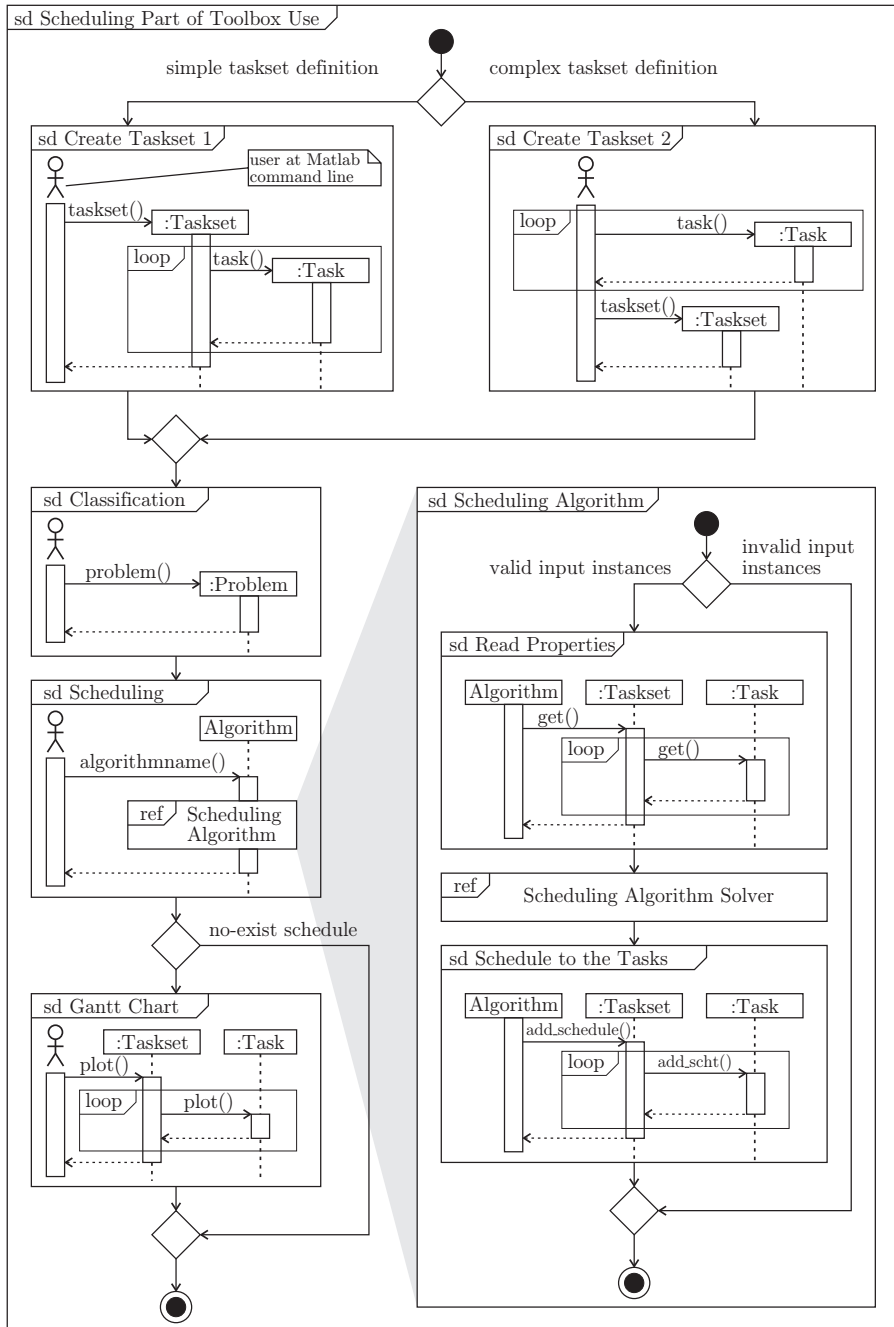 sd Scheduling Part of Toolbox Use
simple taskset definition
complex taskset definition
sd Create Taskset 1
user at Matlab
command line
taskset()
:Taskset
loop
task()
:Task
sd Create Taskset 2
loop
task()
:Task
taskset()
:Taskset
sd Classification
problem()
:Problem
sd Scheduling
Algorithm
algorithmname()
ref
Scheduling
Algorithm
no-exist schedule
sd Gantt Chart
:Taskset
:Task
plot()
loop
plot()
sd Scheduling Algorithm
valid input instances
invalid input
instances
sd Read Properties
Algorithm
:Taskset
:Task
get()
loop
get()
ref
Scheduling Algorithm Solver
sd Schedule to the Tasks
Algorithm
:Taskset
:Task
add_schedule()
loop
add_scht()